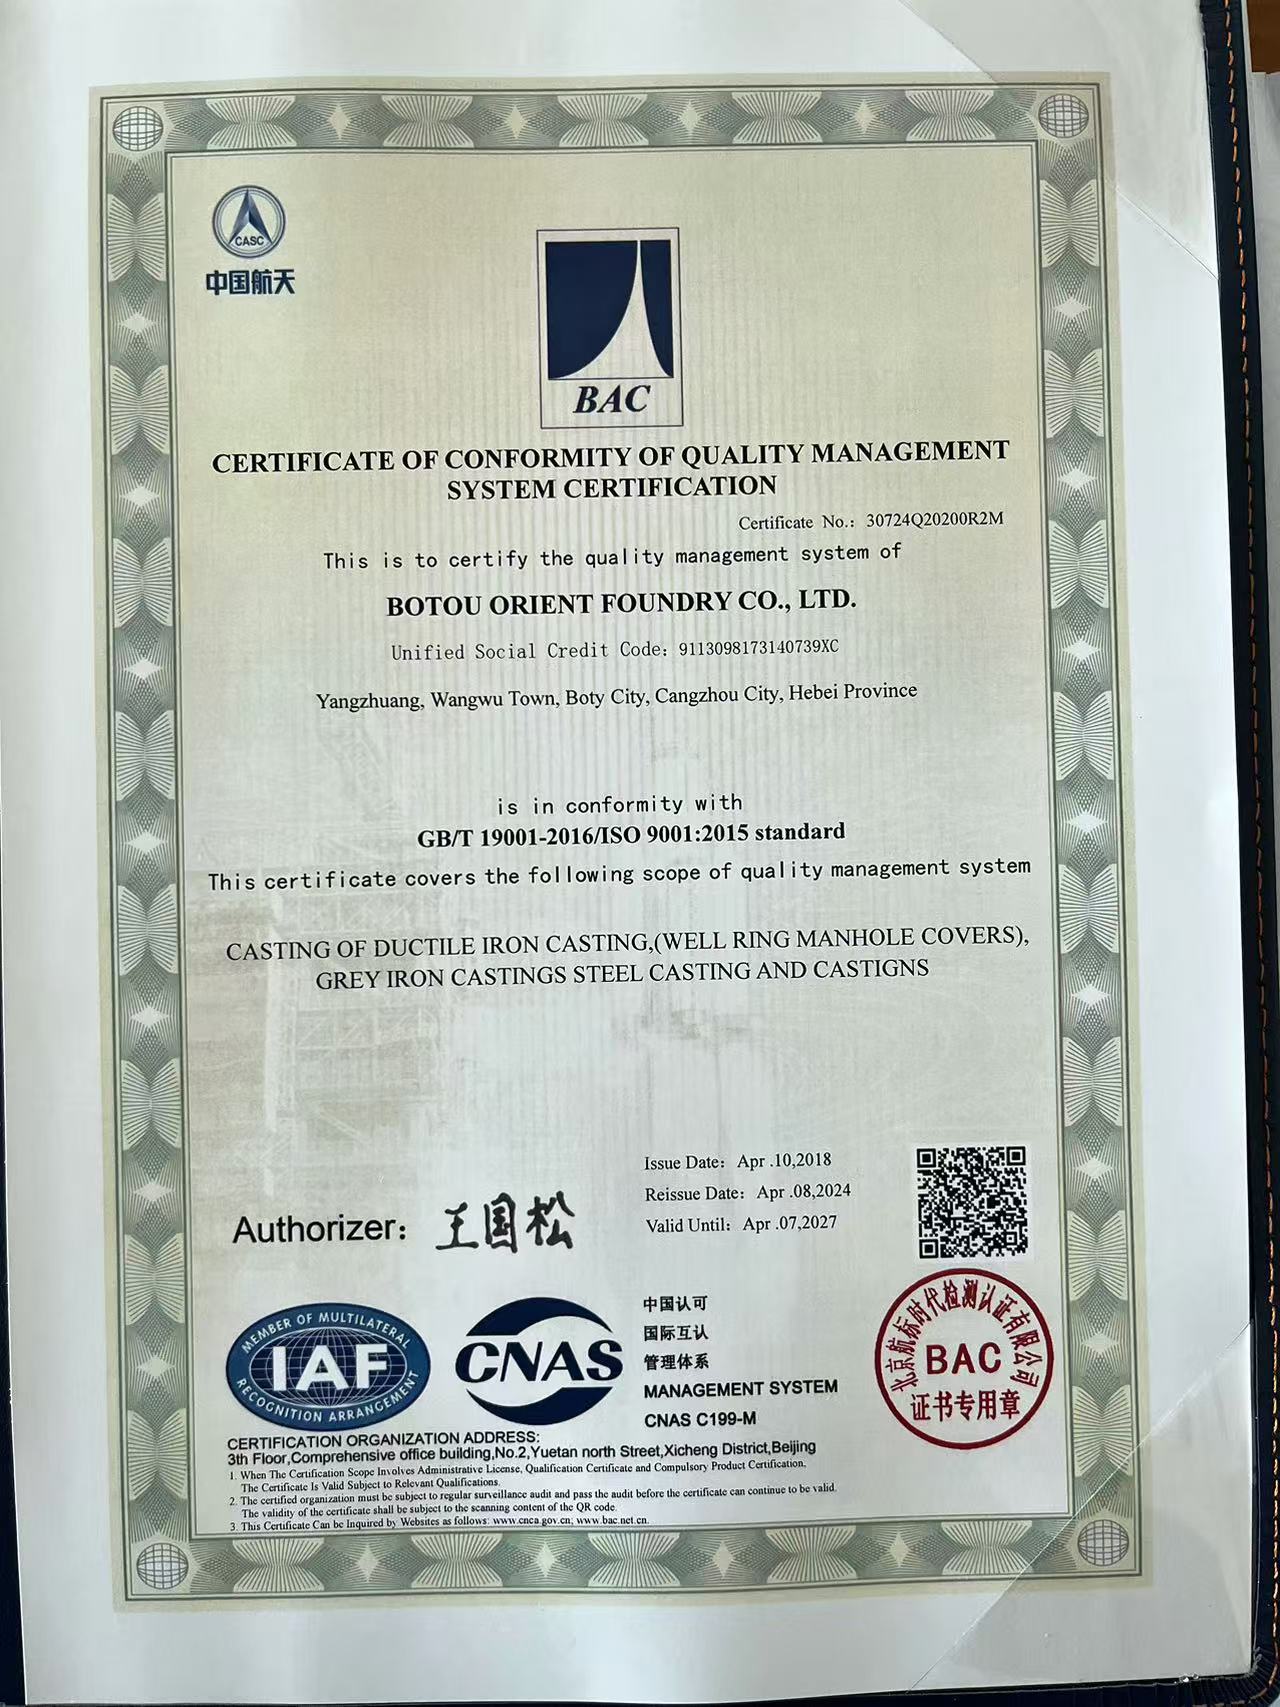 CASC
中国航天
BAC
CERTIFICATE OF CONFORMITY OF QUALITY MANAGEMENT
SYSTEM CERTIFICATION
Certificate No.: 30724Q20200R2M
This is to certify the quality management system of
BOTOU ORIENT FOUNDRY CO., LTD.
Unified Social Credit Code: 9113098173140739XC
Yangzhuang, Wangwu Town, Boty City, Cangzhou City, Hebei Province
is in conformity with
GB/T 19001-2016/ISO 9001:2015 standard
This certificate covers the following scope of quality management system
CASTING OF DUCTILE IRON CASTING,(WELL RING MANHOLE COVERS),
GREY IRON CASTINGS STEEL CASTING AND CASTIGNS
Issue Date: Apr .10,2018
Reissue Date: Apr .08,2024
Valid Until: Apr .07,2027
Authorizer: 王国松
MEMBER OF MULTILATERAL
IAF
RECOGNITION ARRANGEMENT
CNAS
中国认可
国际互认
管理体系
MANAGEMENT SYSTEM
CNAS C199-M
北京航标时代检测认证有限公司
BAC
证书专用章
CERTIFICATION ORGANIZATION ADDRESS:
3th Floor,Comprehensive office building,No.2,Yuetan north Street,Xicheng District,Beijing
1. When The Certification Scope Involves Administrative License, Qualification Certificate and Compulsory Product Certification,
The Certificate Is Valid Subject to Relevant Qualifications.
2. The certified organization must be subject to regular surveillance audit and pass the audit before the certificate can continue to be valid.
The validity of the certificate shall be subject to the scanning content of the QR code.
3. This Certificate Can be Inquired by Websites as follows: www.cnca.gov.cn; www.bac.net.cn.